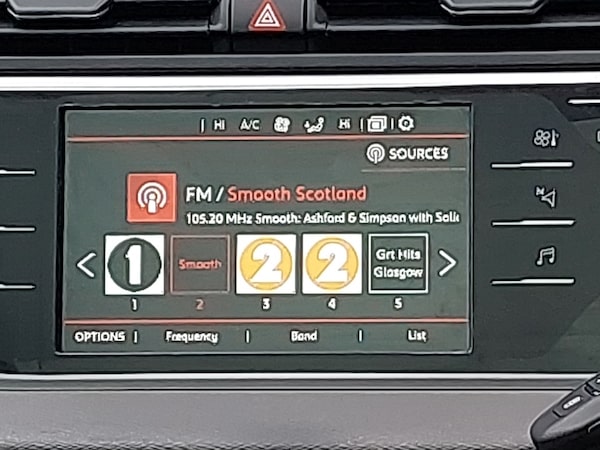 HI A/C HI
SOURCES
FM / Smooth Scotland
105.20 MHz Smooth: Ashford & Simpson with Soli
1 Smooth 2 2 Grt Hits
Glasgow
1 2 3 4 5
OPTIONS | Frequency | Band | List
N